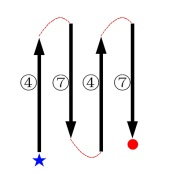 ④ ⑦ ④ ⑦